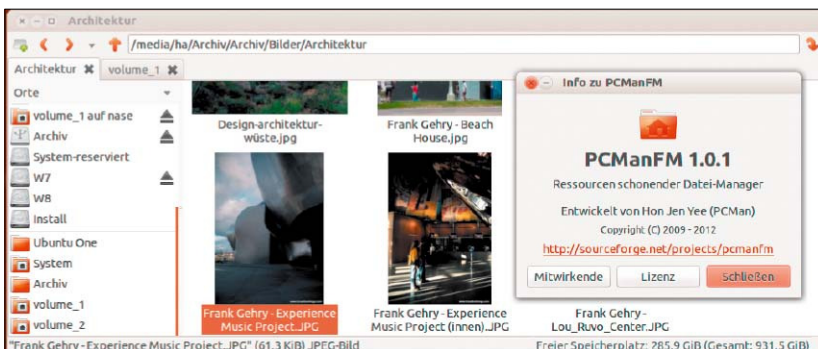 Architektur
/media/ha/Archiv/Archiv/Bilder/Architektur
Architektur volume_1
Orte
volume_1 auf nase
Archiv
System-reserviert
W7
W8
Install
Ubuntu One
System
Archiv
volume_1
volume_2
Design-architektur-
wüste.jpg
Frank Gehry - Beach
House.jpg
Frank Gehry - Experience
Music Project.JPG
Frank Gehry - Experience
Music Project (innen).JPG
Frank Gehry -
Lou_Ruvo_Center.JPG
Info zu PCManFM
PCManFM 1.0.1
Ressourcen schonender Datei-Manager
Entwickelt von Hon Jen Yee (PCMan)
Copyright (C) 2009 - 2012
http://sourceforge.net/projects/pcmanfm
Mitwirkende Lizenz Schließen
"Frank Gehry - Experience Music Project.JPG" (61,3 KiB) JPEG-Bild
Freier Speicherplatz: 285,9 GiB (Gesamt: 931,5 GiB)